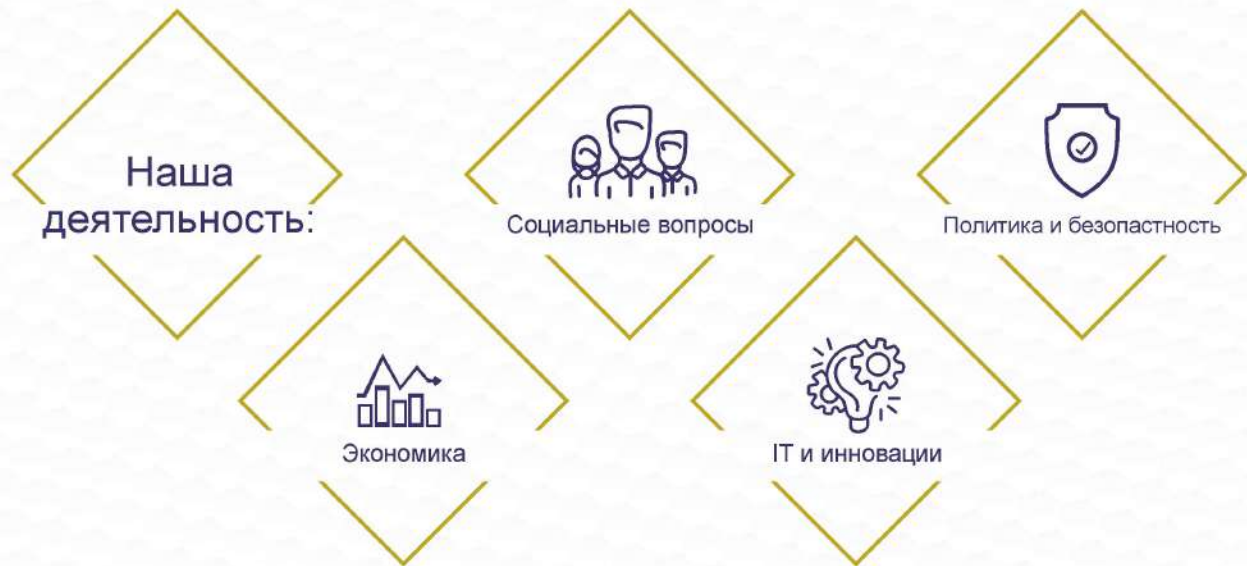 Наша
деятельность:
Социальные вопросы
Политика и безопастность
Экономика
IT и инновации